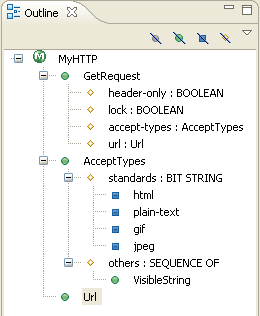 Outline
MyHTTP
GetRequest
header-only : BOOLEAN
lock : BOOLEAN
accept-types : AcceptTypes
url : Url
AcceptTypes
standards : BIT STRING
html
plain-text
gif
jpeg
others : SEQUENCE OF
VisibleString
Url